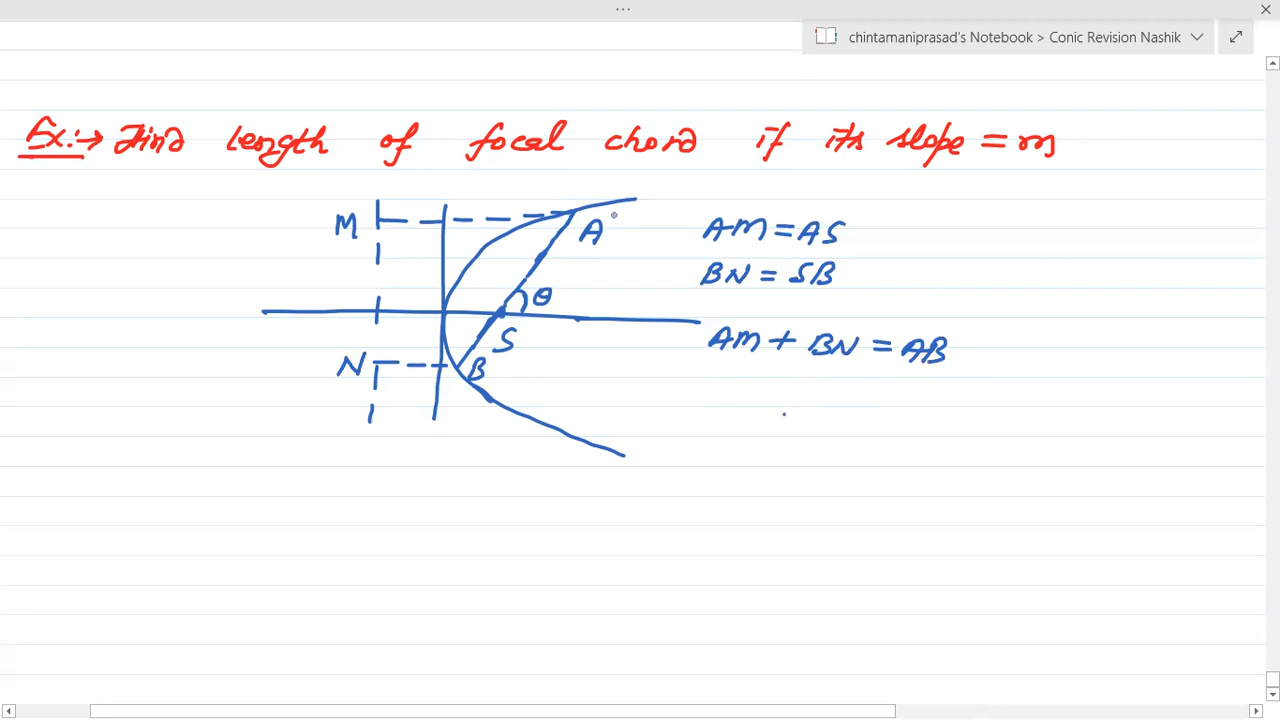 chintamaniprasad's Notebook > Conic Revision Nashik
Ex:→ Find length of focal chord if its slope = m
M
A
AM = AS
BN = SB
θ
S
AM + BN = AB
N
B